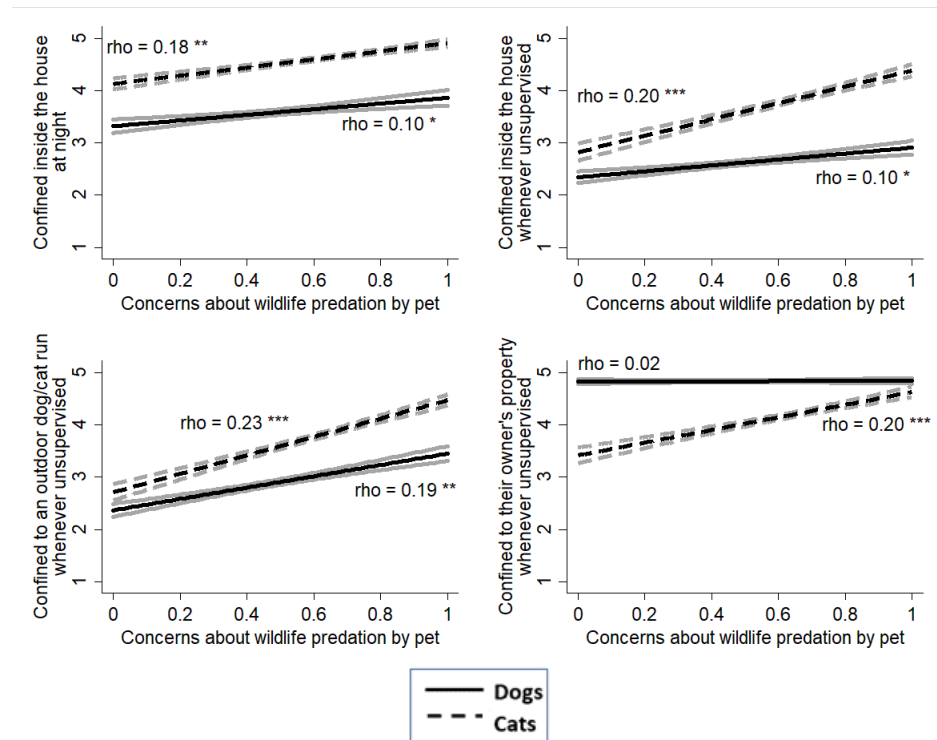 Confined inside the house
at night
5
4
3
2
1
rho = 0.18 **
rho = 0.10 *
0 0.2 0.4 0.6 0.8 1
Concerns about wildlife predation by pet
Confined inside the house
whenever unsupervised
5
4
3
2
1
rho = 0.20 ***
rho = 0.10 *
0 0.2 0.4 0.6 0.8 1
Concerns about wildlife predation by pet
Confined to an outdoor dog/cat run
whenever unsupervised
5
4
3
2
1
rho = 0.23 ***
rho = 0.19 **
0 0.2 0.4 0.6 0.8 1
Concerns about wildlife predation by pet
Confined to their owner's property
whenever unsupervised
5
4
3
2
1
rho = 0.02
rho = 0.20 ***
0 0.2 0.4 0.6 0.8 1
Concerns about wildlife predation by pet
Dogs
Cats